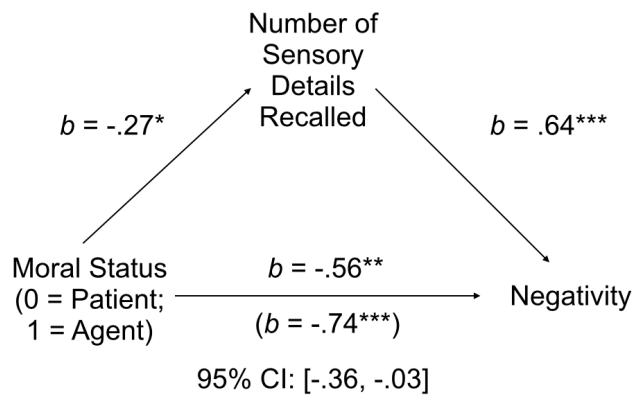 Number of
Sensory
Details
Recalled
b = -.27*
b = .64***
Moral Status
(0 = Patient;
1 = Agent)
b = -.56**
(b = -.74***)
Negativity
95% CI: [-.36, -.03]